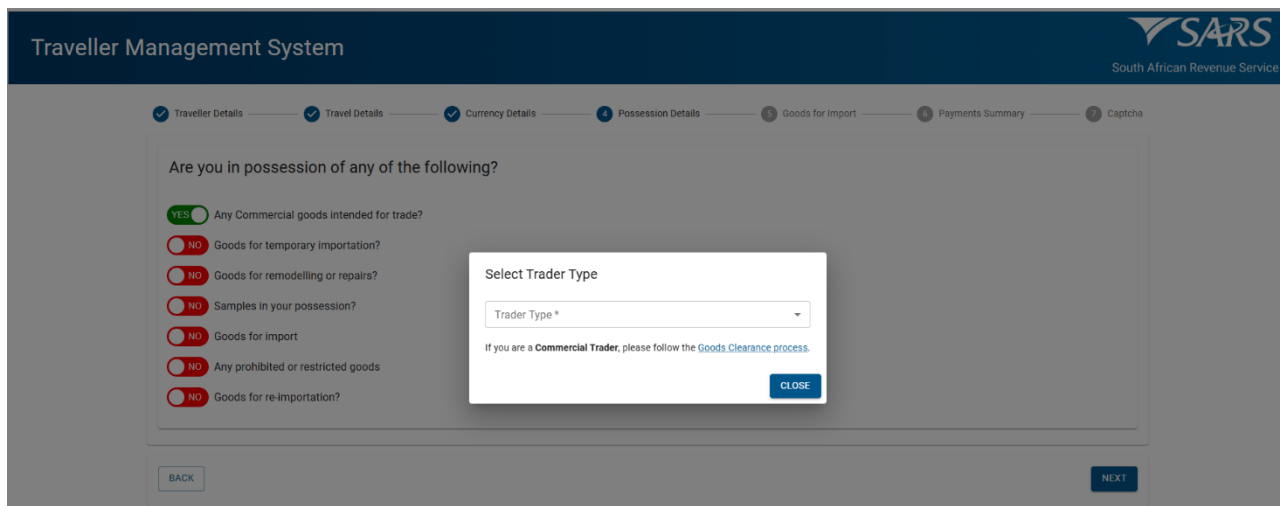 Traveller Management System
SARS
South African Revenue Service
Traveller Details
Travel Details
Currency Details
4 Possession Details
5 Goods for Import
6 Payments Summary
7 Captcha
Are you in possession of any of the following?
YES Any Commercial goods intended for trade?
NO Goods for temporary importation?
NO Goods for remodelling or repairs?
NO Samples in your possession?
NO Goods for import
NO Any prohibited or restricted goods
NO Goods for re-importation?
Select Trader Type
Trader Type *
If you are a Commercial Trader, please follow the Goods Clearance process.
CLOSE
BACK
NEXT